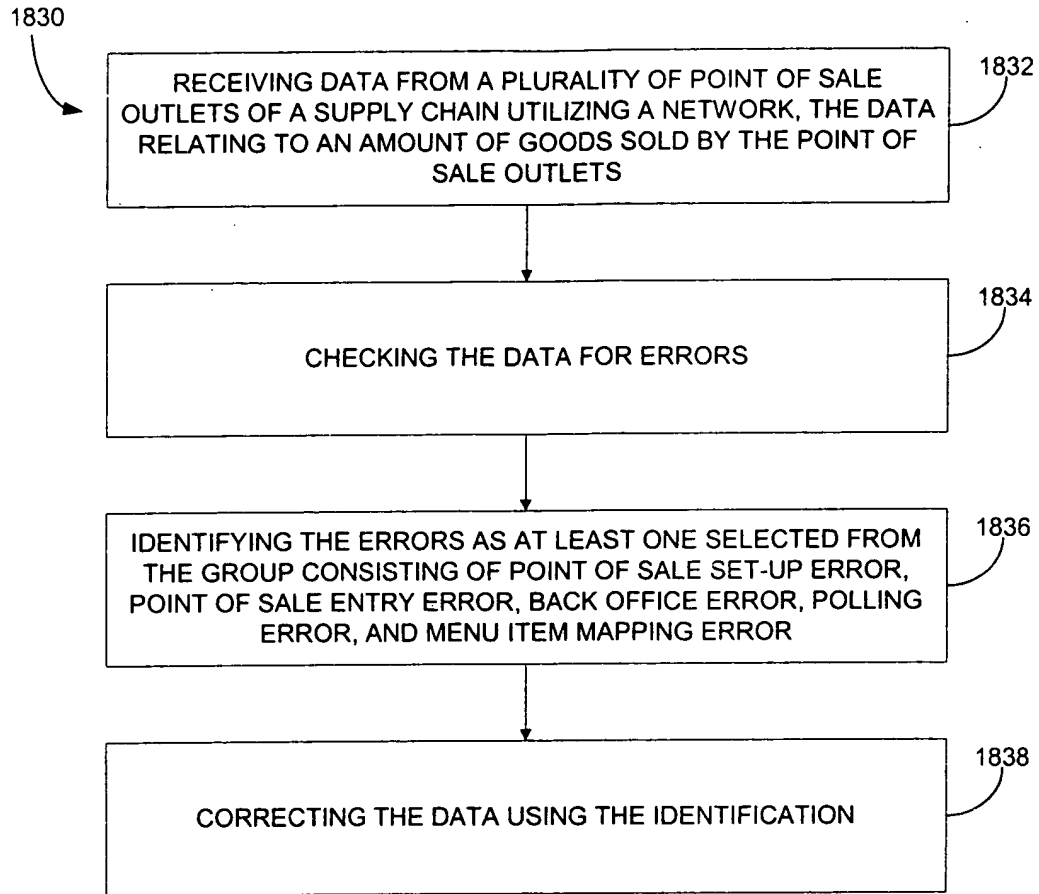 1830
RECEIVING DATA FROM A PLURALITY OF POINT OF SALE
OUTLETS OF A SUPPLY CHAIN UTILIZING A NETWORK, THE DATA
RELATING TO AN AMOUNT OF GOODS SOLD BY THE POINT OF
SALE OUTLETS
1832
CHECKING THE DATA FOR ERRORS
1834
IDENTIFYING THE ERRORS AS AT LEAST ONE SELECTED FROM
THE GROUP CONSISTING OF POINT OF SALE SET-UP ERROR,
POINT OF SALE ENTRY ERROR, BACK OFFICE ERROR, POLLING
ERROR, AND MENU ITEM MAPPING ERROR
1836
CORRECTING THE DATA USING THE IDENTIFICATION
1838